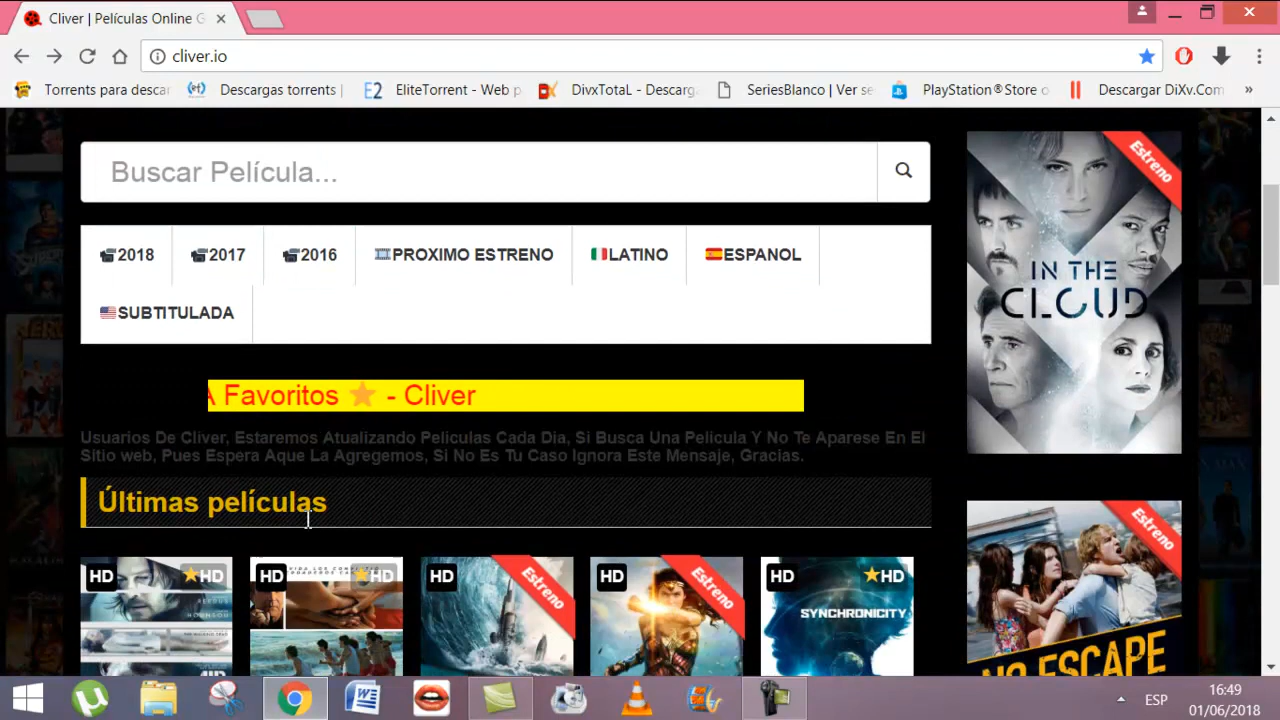 Cliver | Películas Online G
cliver.io
Torrents para descar
Descargas torrents |
EliteTorrent - Web p
DivxTotaL - Descarga
SeriesBlanco | Ver se
PlayStation®Store o
Descargar DiXv.Com
»
Buscar Película...
2018
2017
2016
PROXIMO ESTRENO
LATINO
ESPANOL
SUBTITULADA
A Favoritos ⭐ - Cliver
Usuarios De Cliver, Estaremos Atualizando Peliculas Cada Dia, Si Busca Una Pelicula Y No Te Aparese En El
Sitio web, Pues Espera Aque La Agregemos, Si No Es Tu Caso Ignora Este Mensaje, Gracias.
Últimas películas
Estreno
IN THE
CLOUD
Estreno
NO ESCAPE
HD
HD
HD
HD
HD
Estreno
HD
Estreno
HD
HD
SYNCHRONICITY
ESP
16:49
01/06/2018